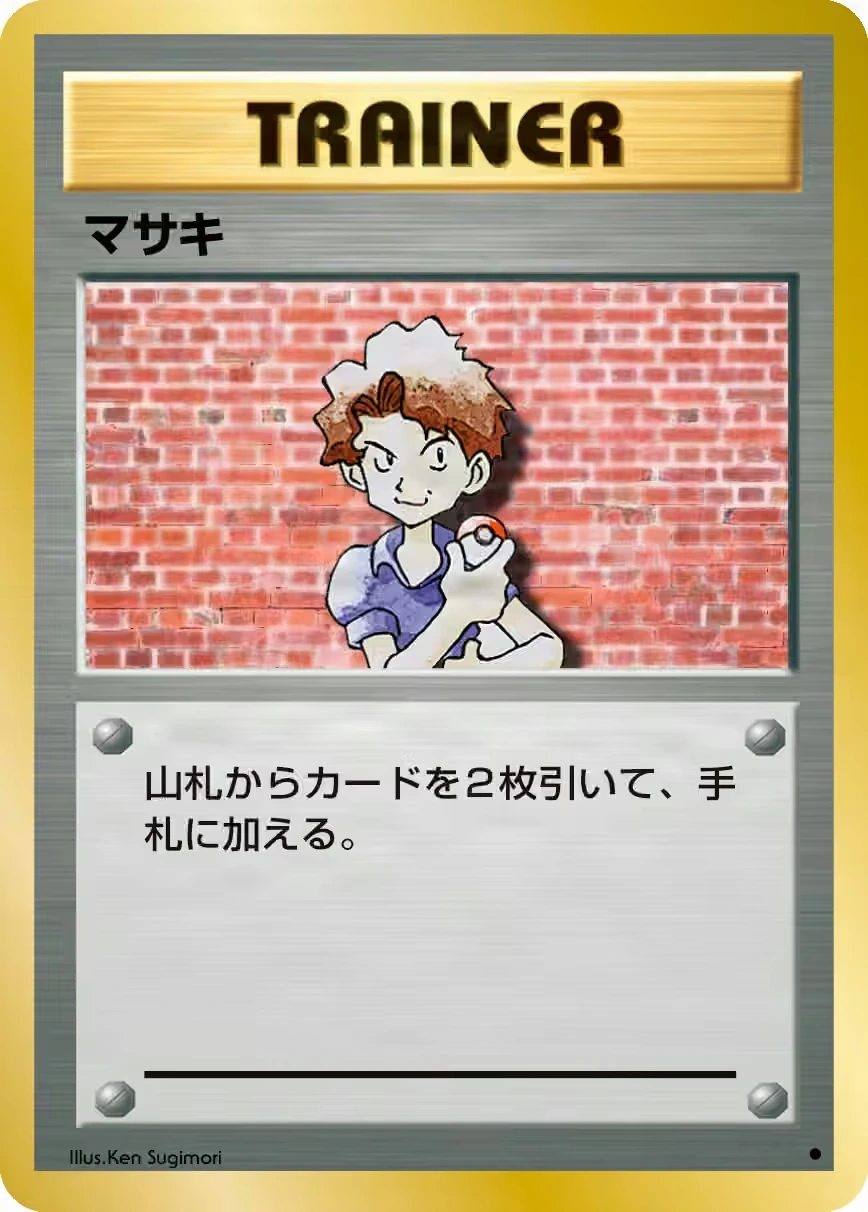 TRAINER
マサキ
山札からカードを2枚引いて、手
札に加える。
Illus.Ken Sugimori